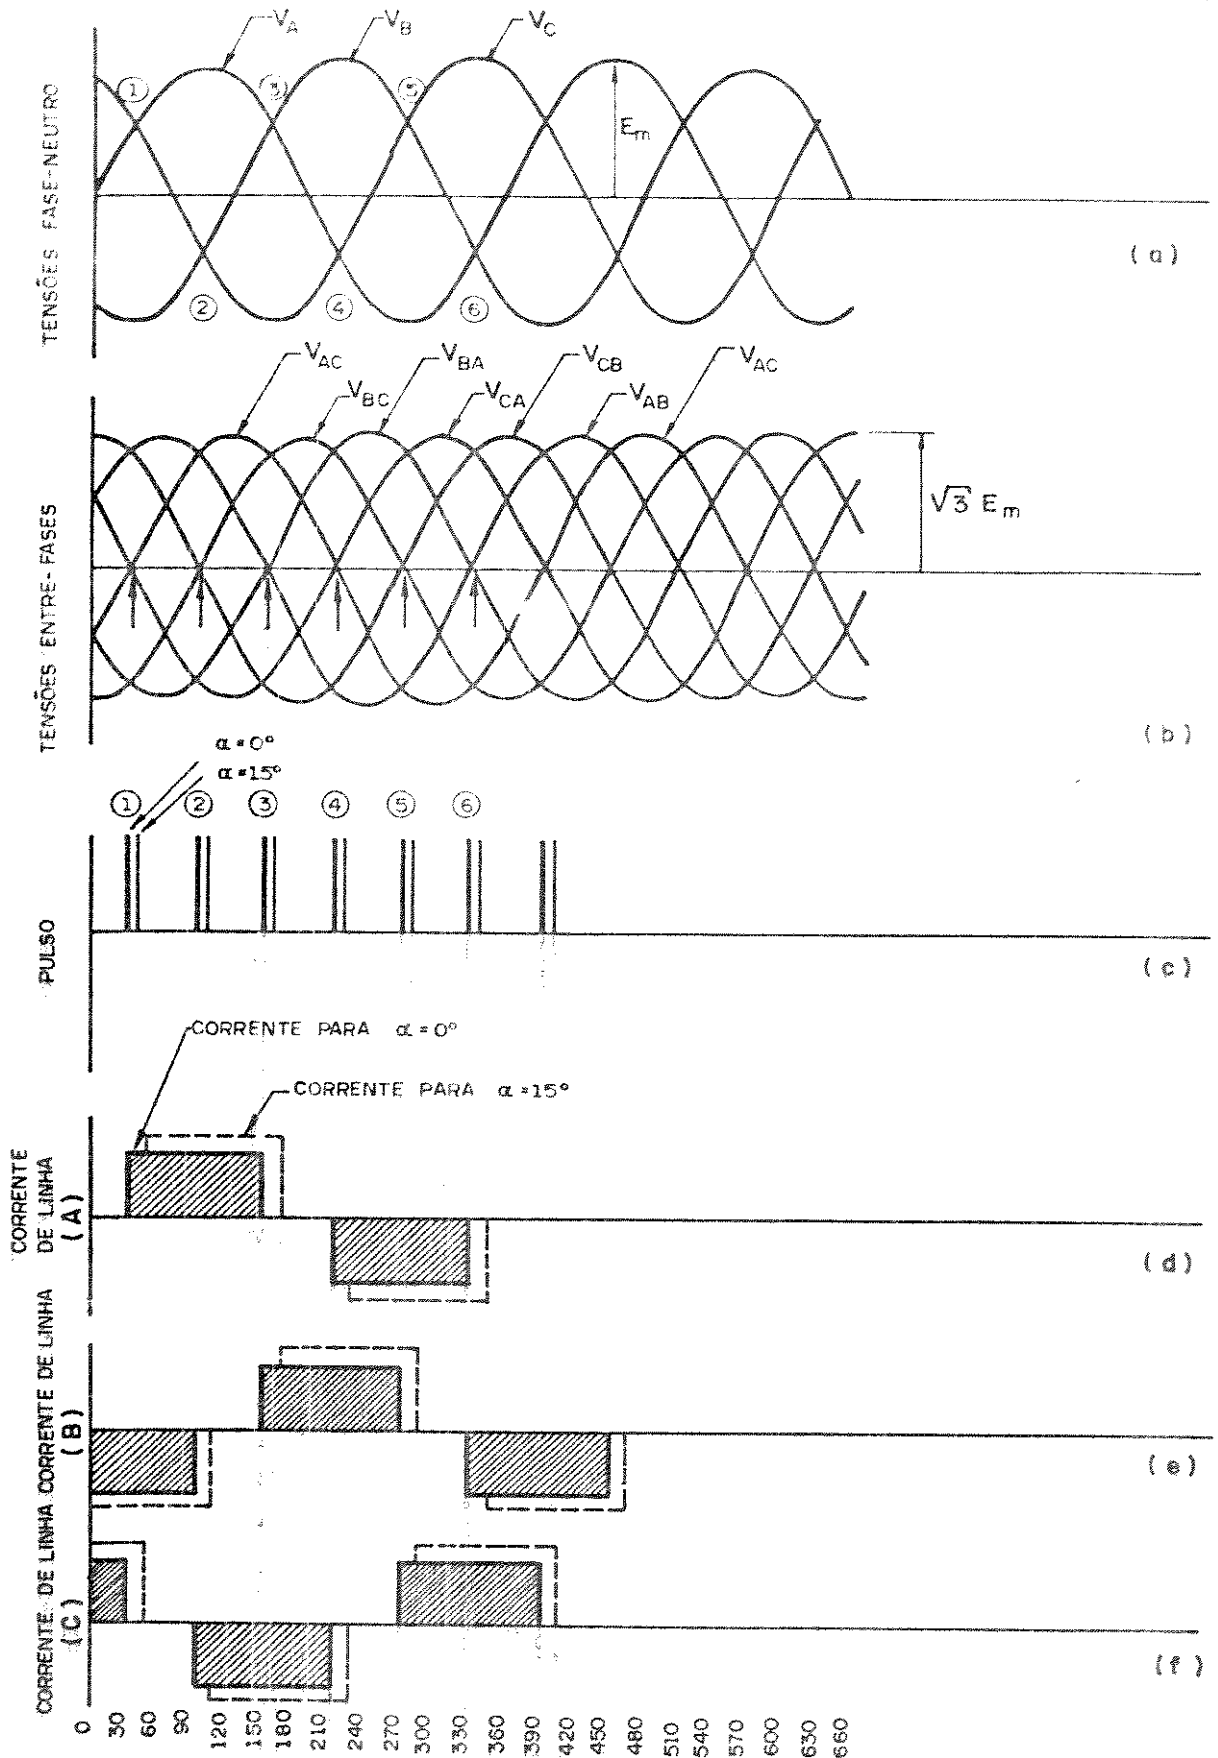 V_A
V_B
V_C
TENSÕES FASE-NEUTRO
① ③ ⑤
E_m
② ④ ⑥
(a)
V_AC
V_BC
V_BA
V_CA
V_CB
V_AB
V_AC
TENSÕES ENTRE-FASES
√3 E_m
(b)
α=0°
α=15°
① ② ③ ④ ⑤ ⑥
PULSO
(c)
CORRENTE PARA α=0°
CORRENTE PARA α=15°
CORRENTE DE LINHA (A)
(d)
CORRENTE DE LINHA (B)
(e)
CORRENTE DE LINHA (C)
(f)
0 30 60 90 120 150 180 210 240 270 300 330 360 390 420 450 480 510 540 570 600 630 660